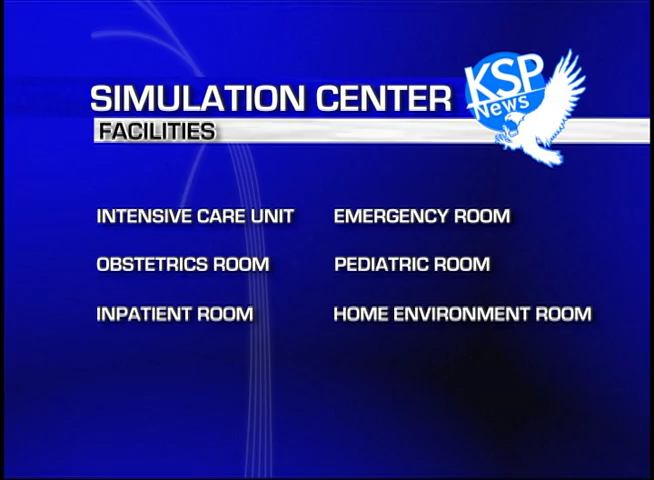 SIMULATION CENTER
FACILITIES
KSP
News
INTENSIVE CARE UNIT
EMERGENCY ROOM
OBSTETRICS ROOM
PEDIATRIC ROOM
INPATIENT ROOM
HOME ENVIRONMENT ROOM